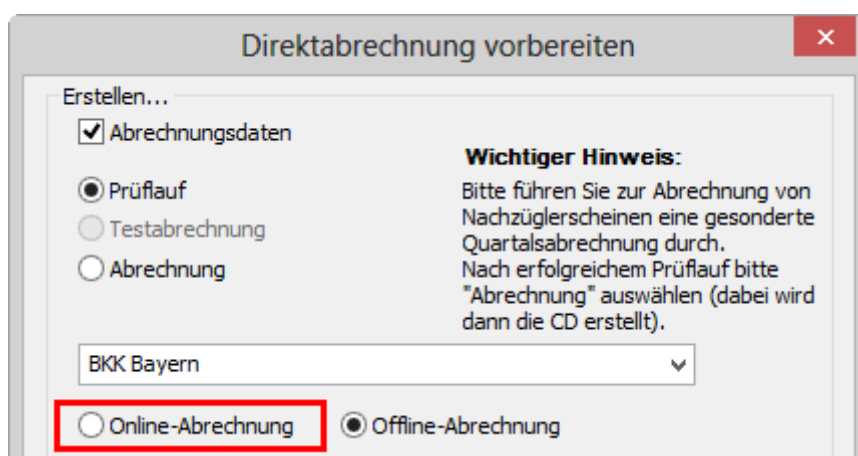 Direktabrechnung vorbereiten
Erstellen...
Abrechnungsdaten
Prüflauf
Testabrechnung
Abrechnung
Wichtiger Hinweis:
Bitte führen Sie zur Abrechnung von
Nachzüglerscheinen eine gesonderte
Quartalsabrechnung durch.
Nach erfolgreichem Prüflauf bitte
"Abrechnung" auswählen (dabei wird
dann die CD erstellt).
BKK Bayern
Online-Abrechnung Offline-Abrechnung